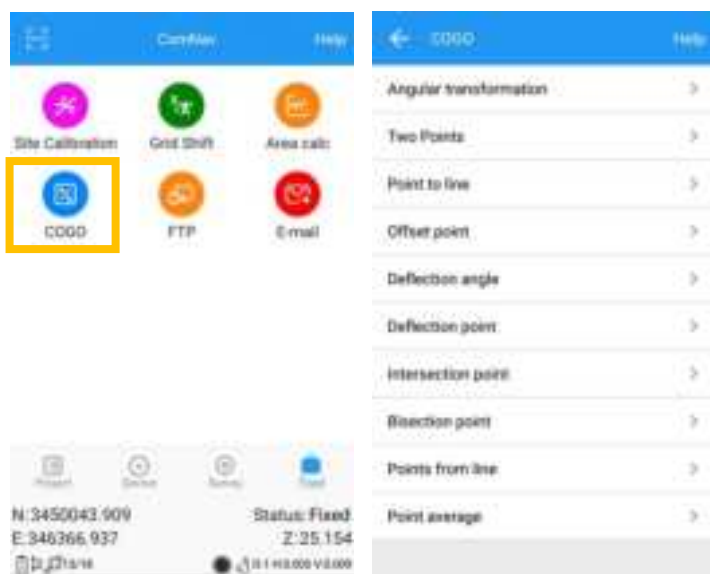 ComNav Help
Site Calibration Grid Shift Area calc
COGO FTP E-mail
Project Device Survey
N:3450043.909 Status: Fixed
E:346366.937 Z:25.154
COGO Help
Angular transformation
Two Points
Point to line
Offset point
Deflection angle
Deflection point
Intersection point
Bisection point
Points from line
Point average